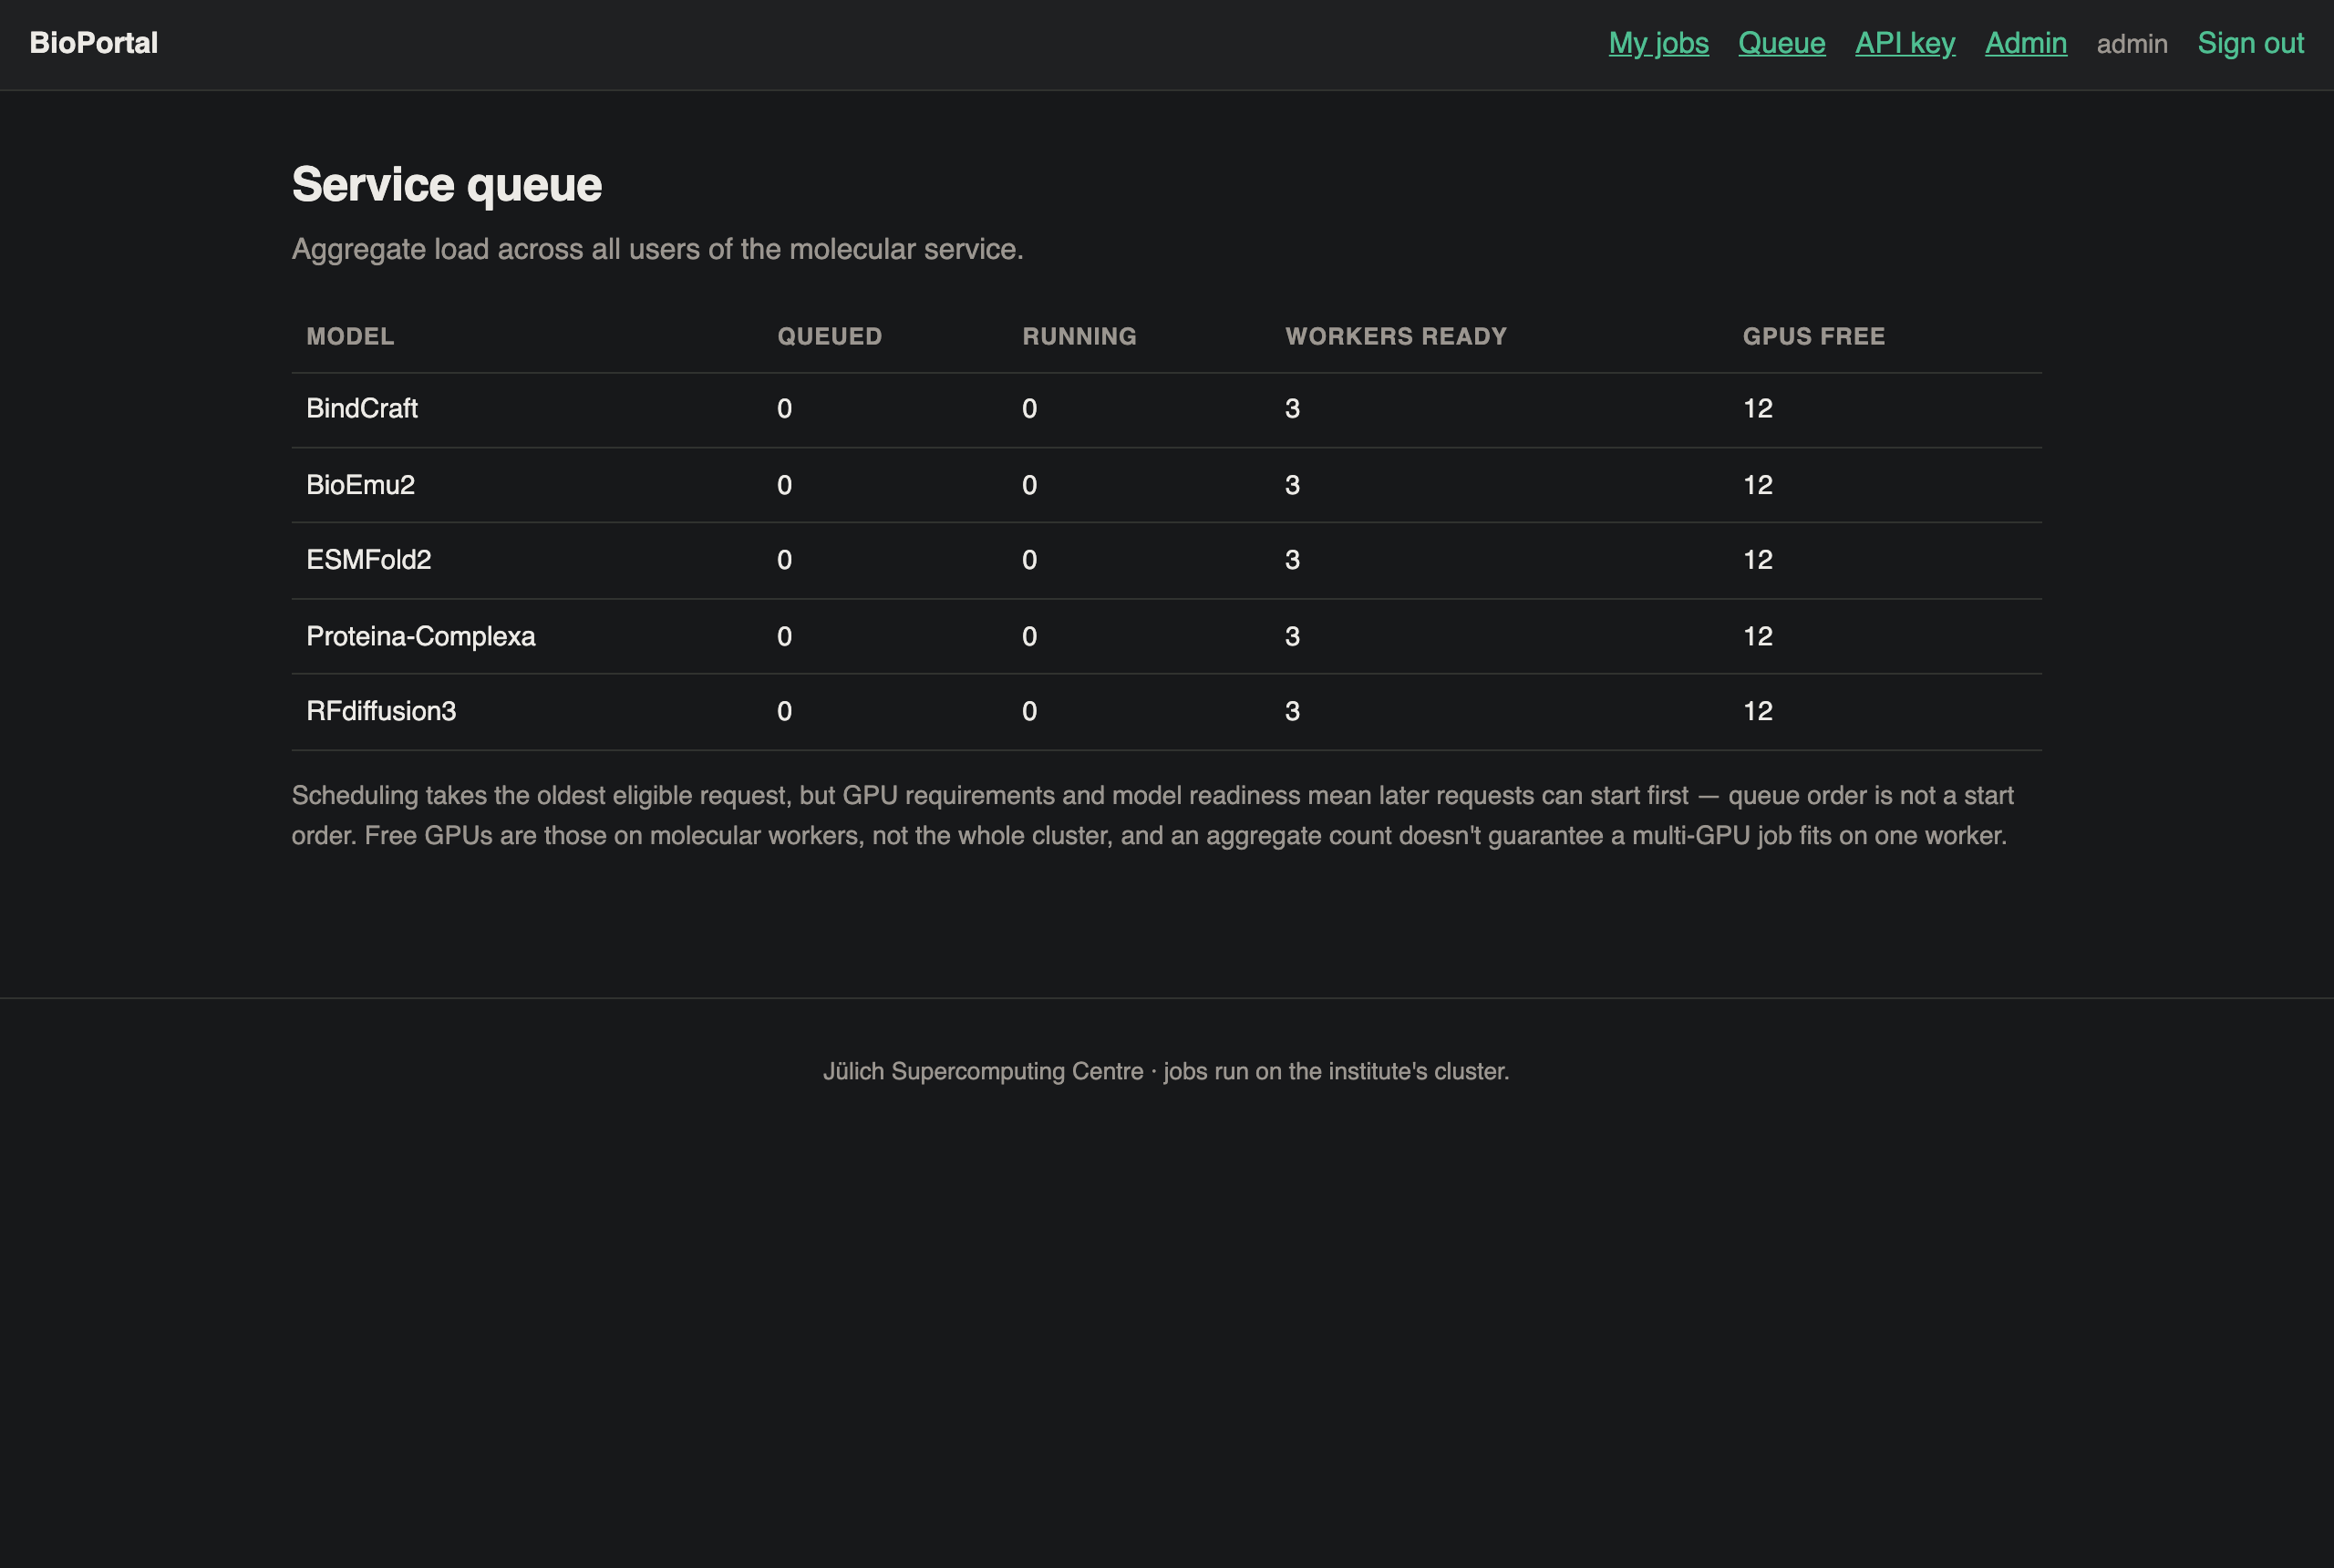 BioPortal My jobs Queue API key Admin admin Sign out
Service queue
Aggregate load across all users of the molecular service.
MODEL QUEUED RUNNING WORKERS READY GPUS FREE
BindCraft 0 0 3 12
BioEmu2 0 0 3 12
ESMFold2 0 0 3 12
Proteina-Complexa 0 0 3 12
RFdiffusion3 0 0 3 12
Scheduling takes the oldest eligible request, but GPU requirements and model readiness mean later requests can start first — queue order is not a start
order. Free GPUs are those on molecular workers, not the whole cluster, and an aggregate count doesn't guarantee a multi-GPU job fits on one worker.
Jülich Supercomputing Centre · jobs run on the institute's cluster.